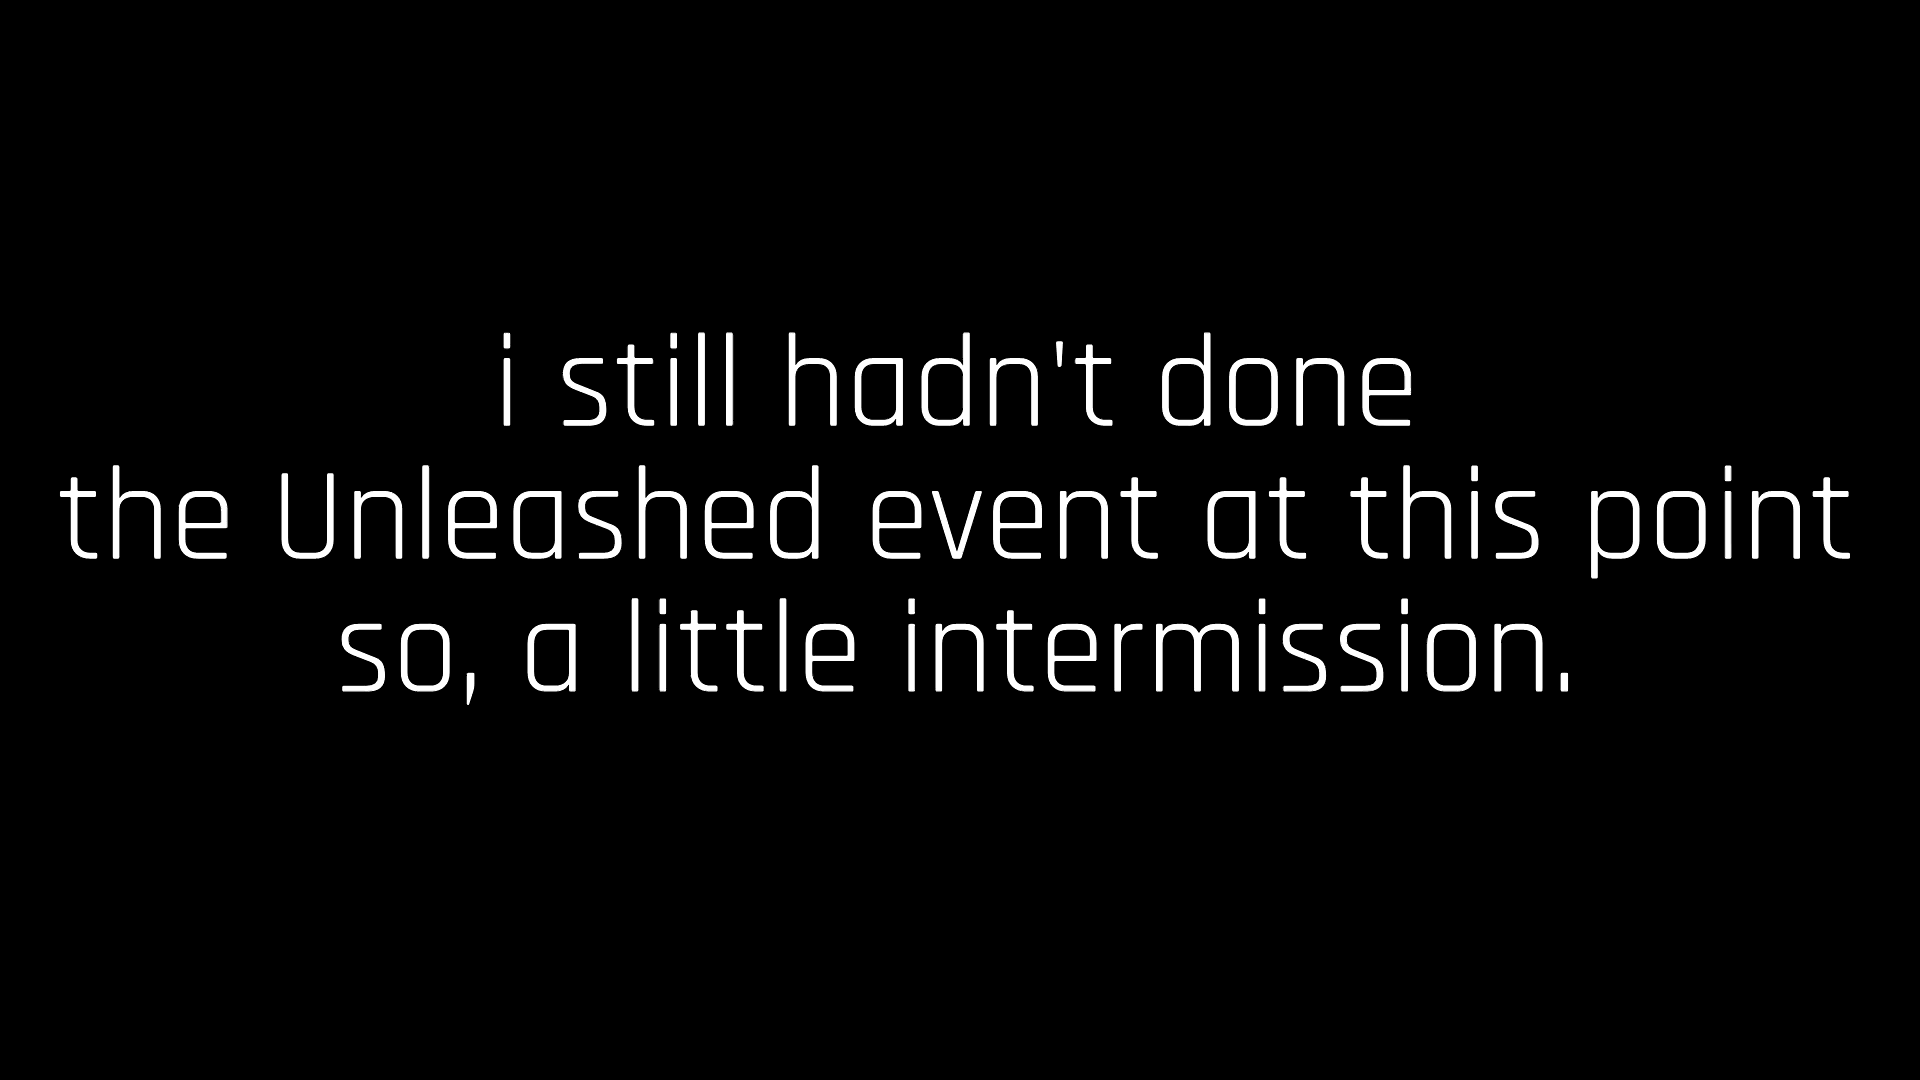 i still hadn't done
the Unleashed event at this point
so, a little intermission.